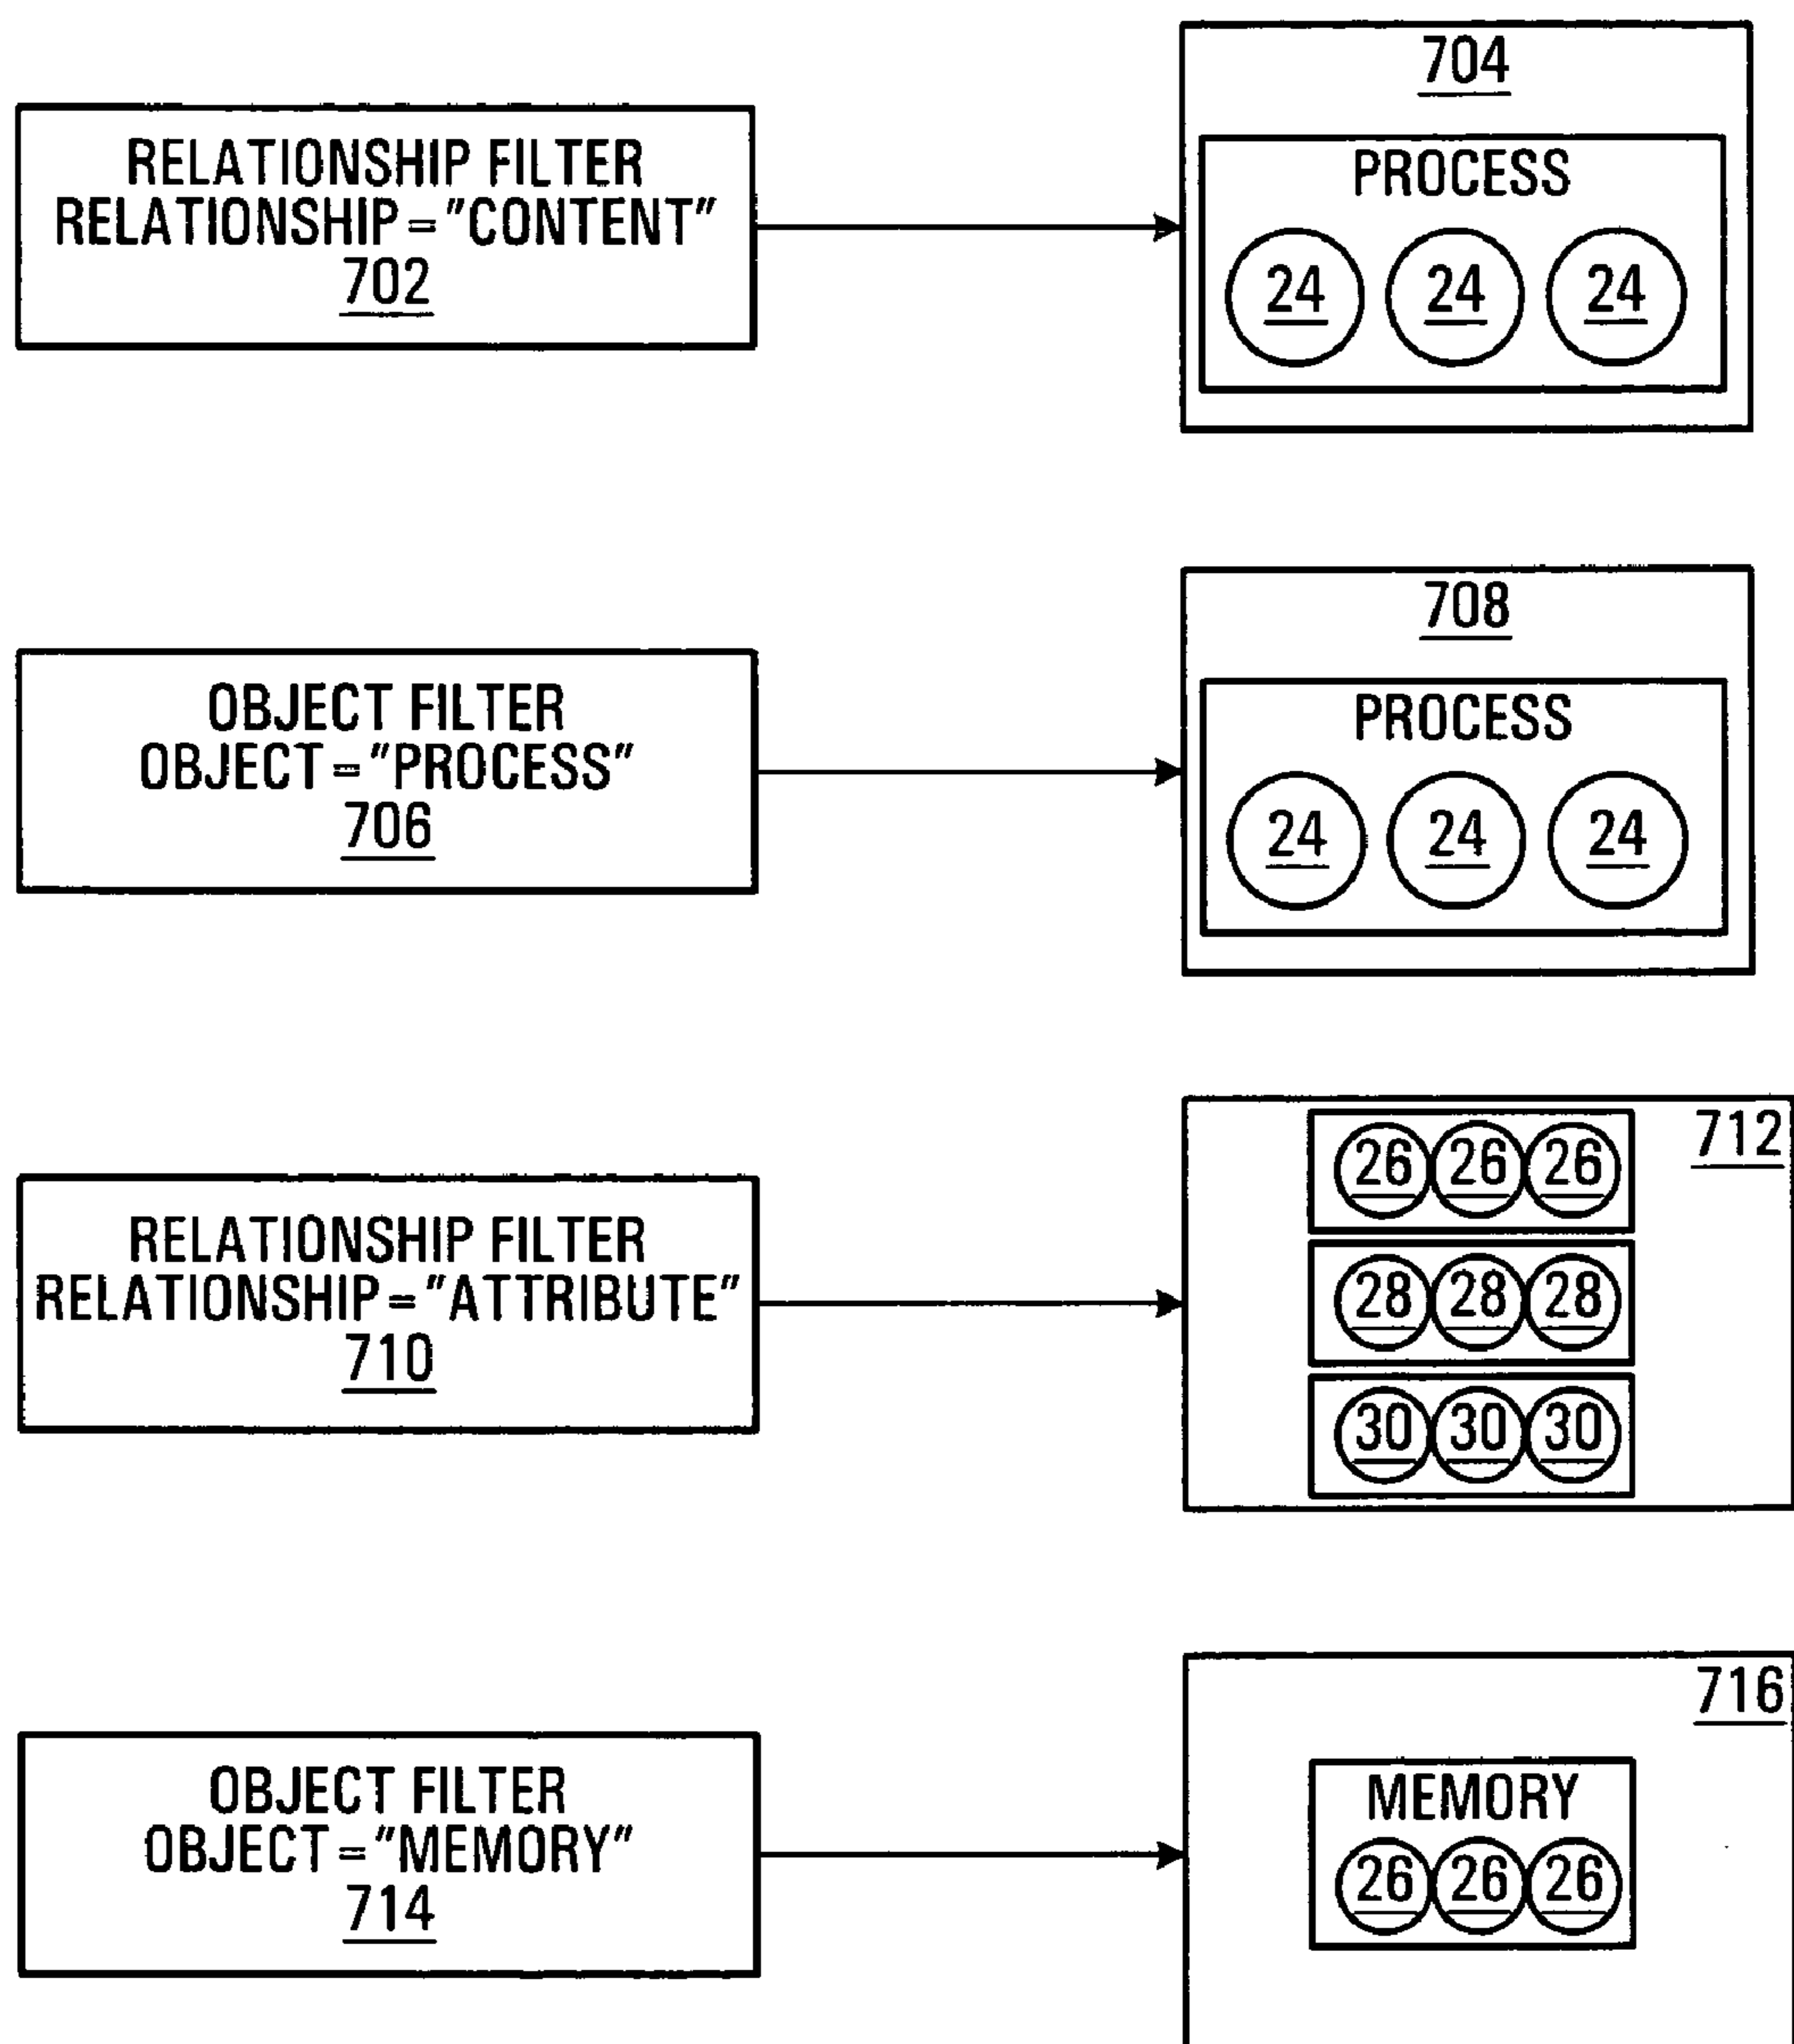 RELATIONSHIP FILTER
RELATIONSHIP="CONTENT"
702
704
PROCESS
24 24 24
OBJECT FILTER
OBJECT="PROCESS"
706
708
PROCESS
24 24 24
RELATIONSHIP FILTER
RELATIONSHIP="ATTRIBUTE"
710
712
26 26 26
28 28 28
30 30 30
OBJECT FILTER
OBJECT="MEMORY"
714
716
MEMORY
26 26 26